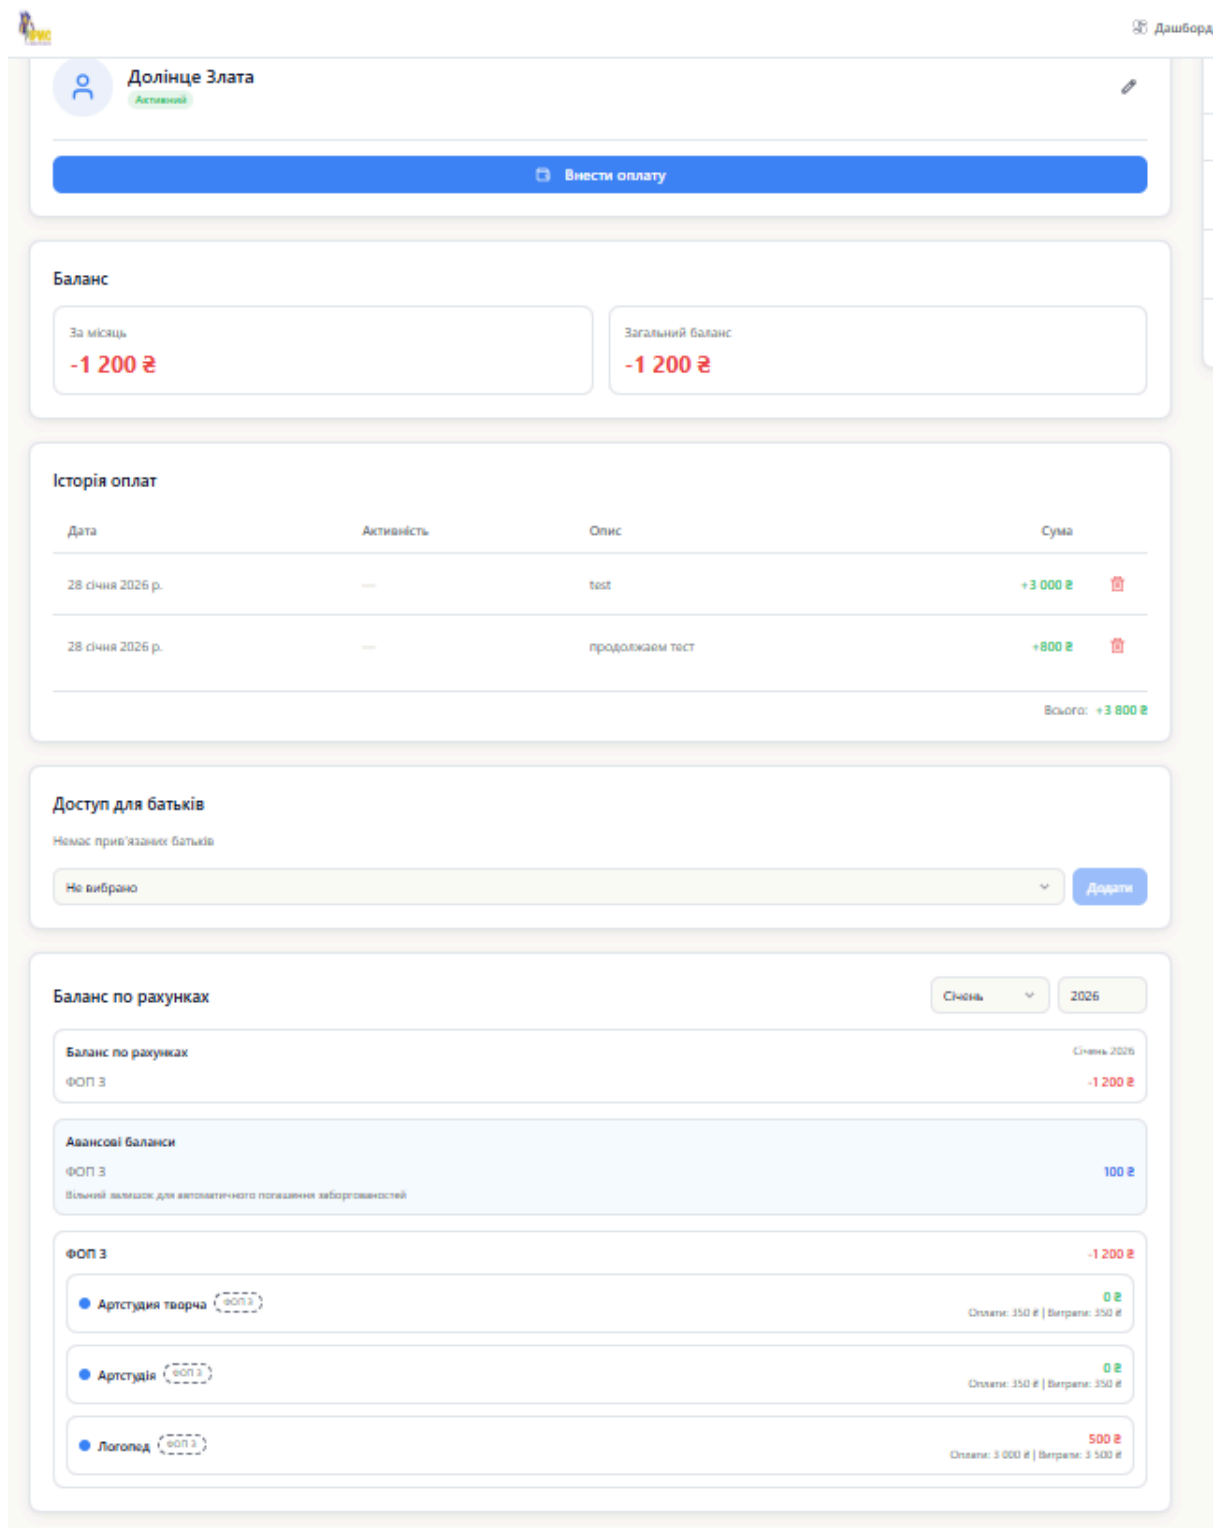 Дашборд
Долінце Злата
Активний
Внести оплату
Баланс
За місяць
-1 200 ₴
Загальний баланс
-1 200 ₴
Історія оплат
Дата Активність Опис Сума
28 січня 2026 р. — test +3 000 ₴
28 січня 2026 р. — продолжаем тест +800 ₴
Всього: +3 800 ₴
Доступ для батьків
Немає прив'язаних батьків
Не вибрано
Додати
Баланс по рахунках
Січень
2026
Баланс по рахунках Січень 2026
ФОП 3 -1 200 ₴
Авансові баланси
ФОП 3 100 ₴
Вільний залишок для автоматичного погашення заборгованостей
ФОП 3 -1 200 ₴
Артстудия творча ФОП 3 0 ₴
Оплати: 350 ₴ | Витрати: 350 ₴
Артстудія ФОП 3 0 ₴
Оплати: 350 ₴ | Витрати: 350 ₴
Логопед ФОП 3 500 ₴
Оплати: 3 000 ₴ | Витрати: 3 500 ₴